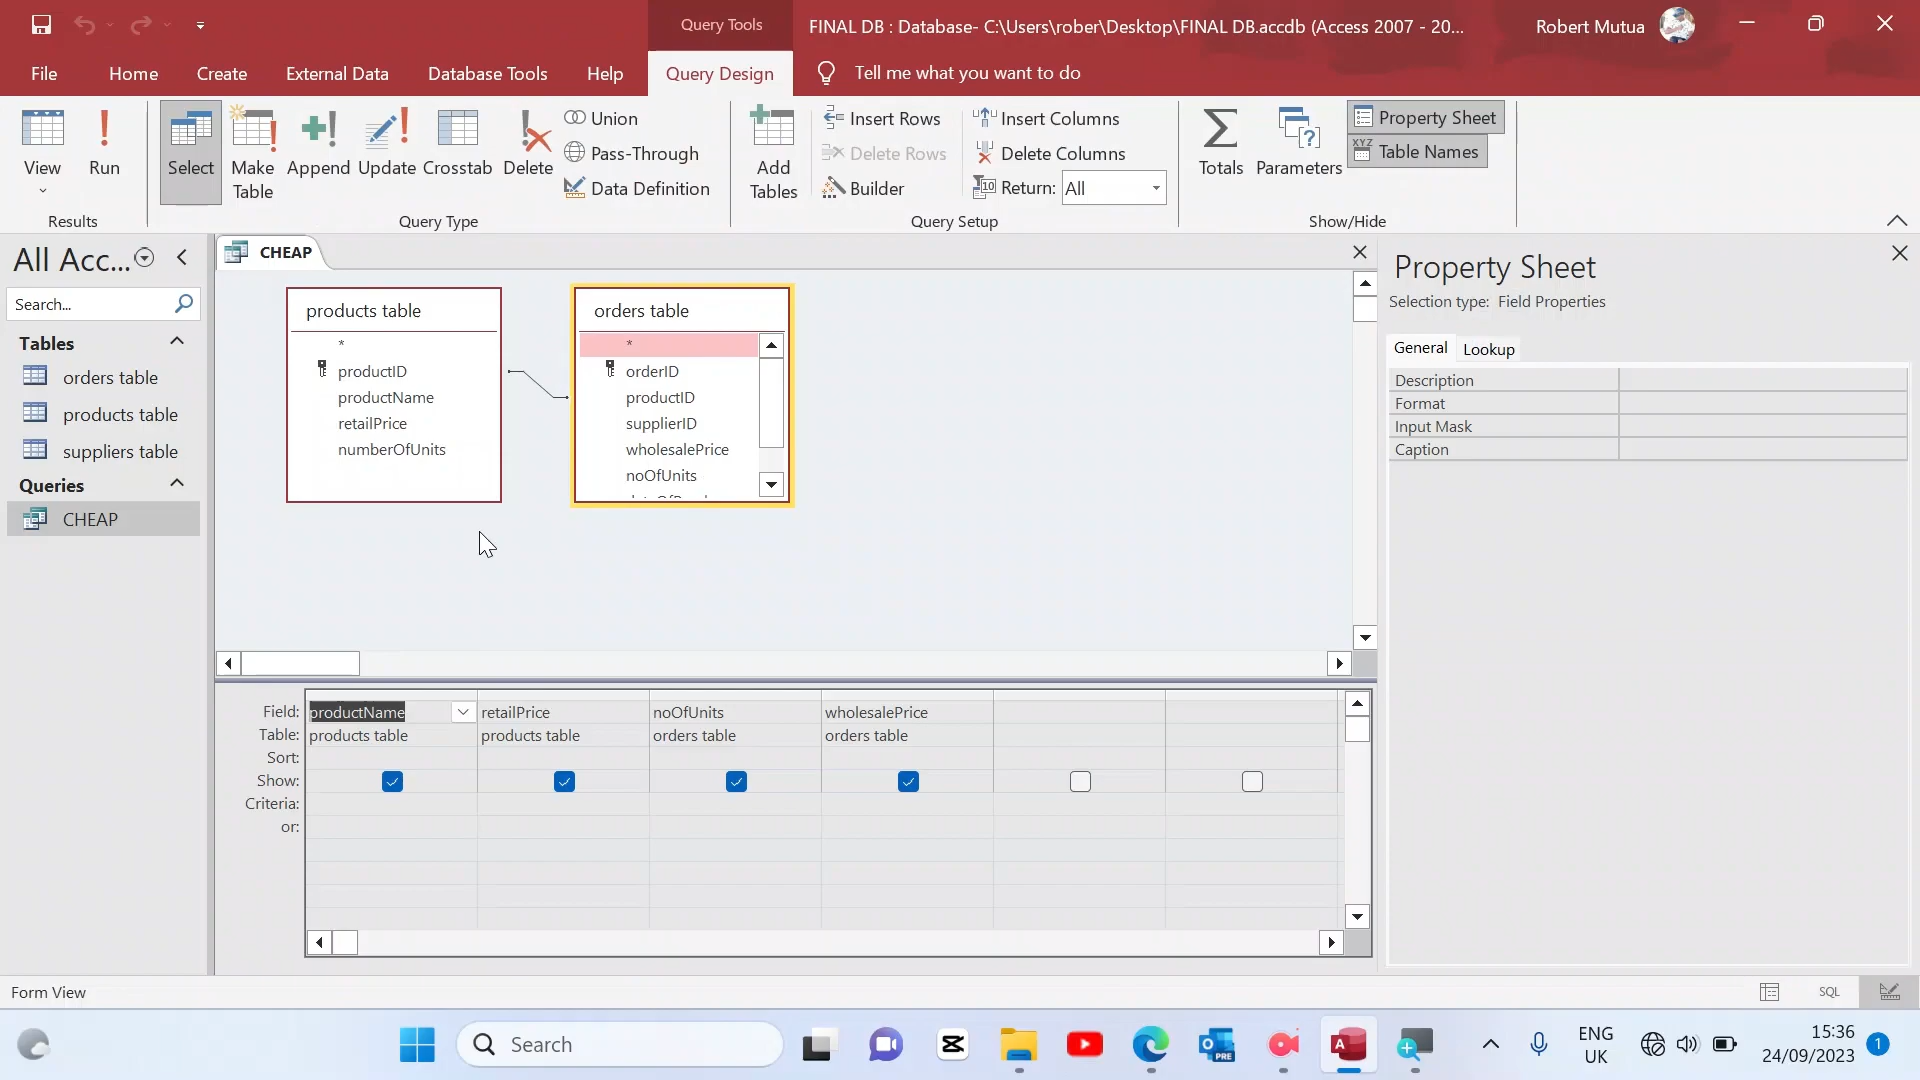 Query Tools
FINAL DB : Database- C:\Users\rober\Desktop\FINAL DB.accdb (Access 2007 - 20...
Robert Mutua
File
Home
Create
External Data
Database Tools
Help
Query Design
Tell me what you want to do
View
Run
Select
Make Table
Append
Update
Crosstab
Delete
Union
Pass-Through
Data Definition
Add Tables
Insert Rows
Delete Rows
Builder
Insert Columns
Delete Columns
Return: All
Totals
Parameters
Property Sheet
Table Names
Results
Query Type
Query Setup
Show/Hide
All Acc...
Search...
Tables
orders table
products table
suppliers table
Queries
CHEAP
CHEAP
products table
*
productID
productName
retailPrice
numberOfUnits
orders table
*
orderID
productID
supplierID
wholesalePrice
noOfUnits
Field: productName retailPrice noOfUnits wholesalePrice
Table: products table products table orders table orders table
Sort:
Show:
Criteria:
or:
Property Sheet
Selection type: Field Properties
General
Lookup
Description
Format
Input Mask
Caption
Form View
SQL
Search
ENG
UK
15:36
24/09/2023
1